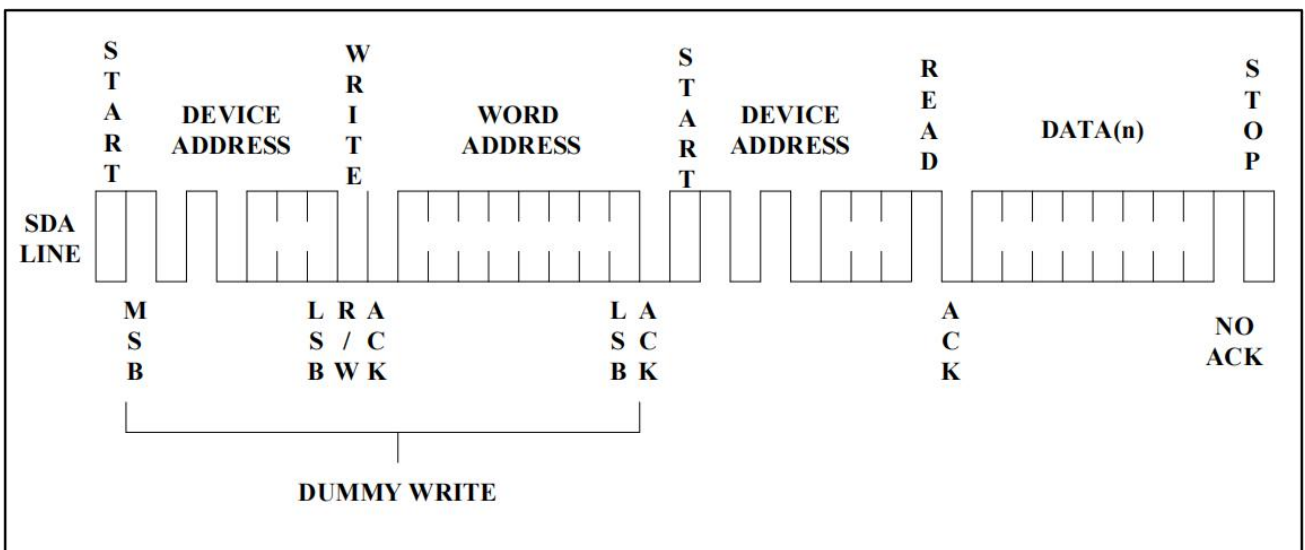 START
WRITE
START
READ
STOP
DEVICE
ADDRESS
WORD
ADDRESS
DEVICE
ADDRESS
DATA(n)
SDA
LINE
MSB
LSB
R/W
ACK
LSB
ACK
ACK
NO
ACK
DUMMY WRITE